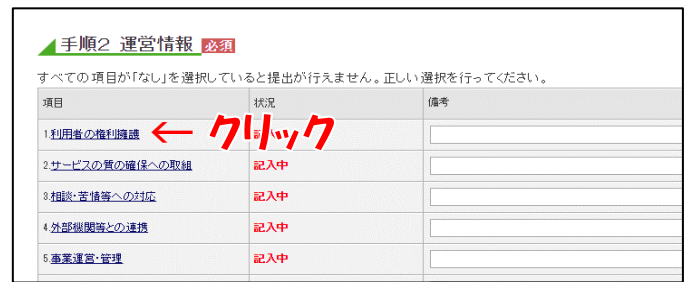 手順2 運営情報 必須
すべての項目が「なし」を選択していると提出が行えません。正しい選択を行ってください。
項目 状況 備考
1.利用者の権利擁護 ← クリック
2.サービスの質の確保への取組 記入中
3.相談・苦情等への対応 記入中
4.外部機関等との連携 記入中
5.事業運営・管理 記入中